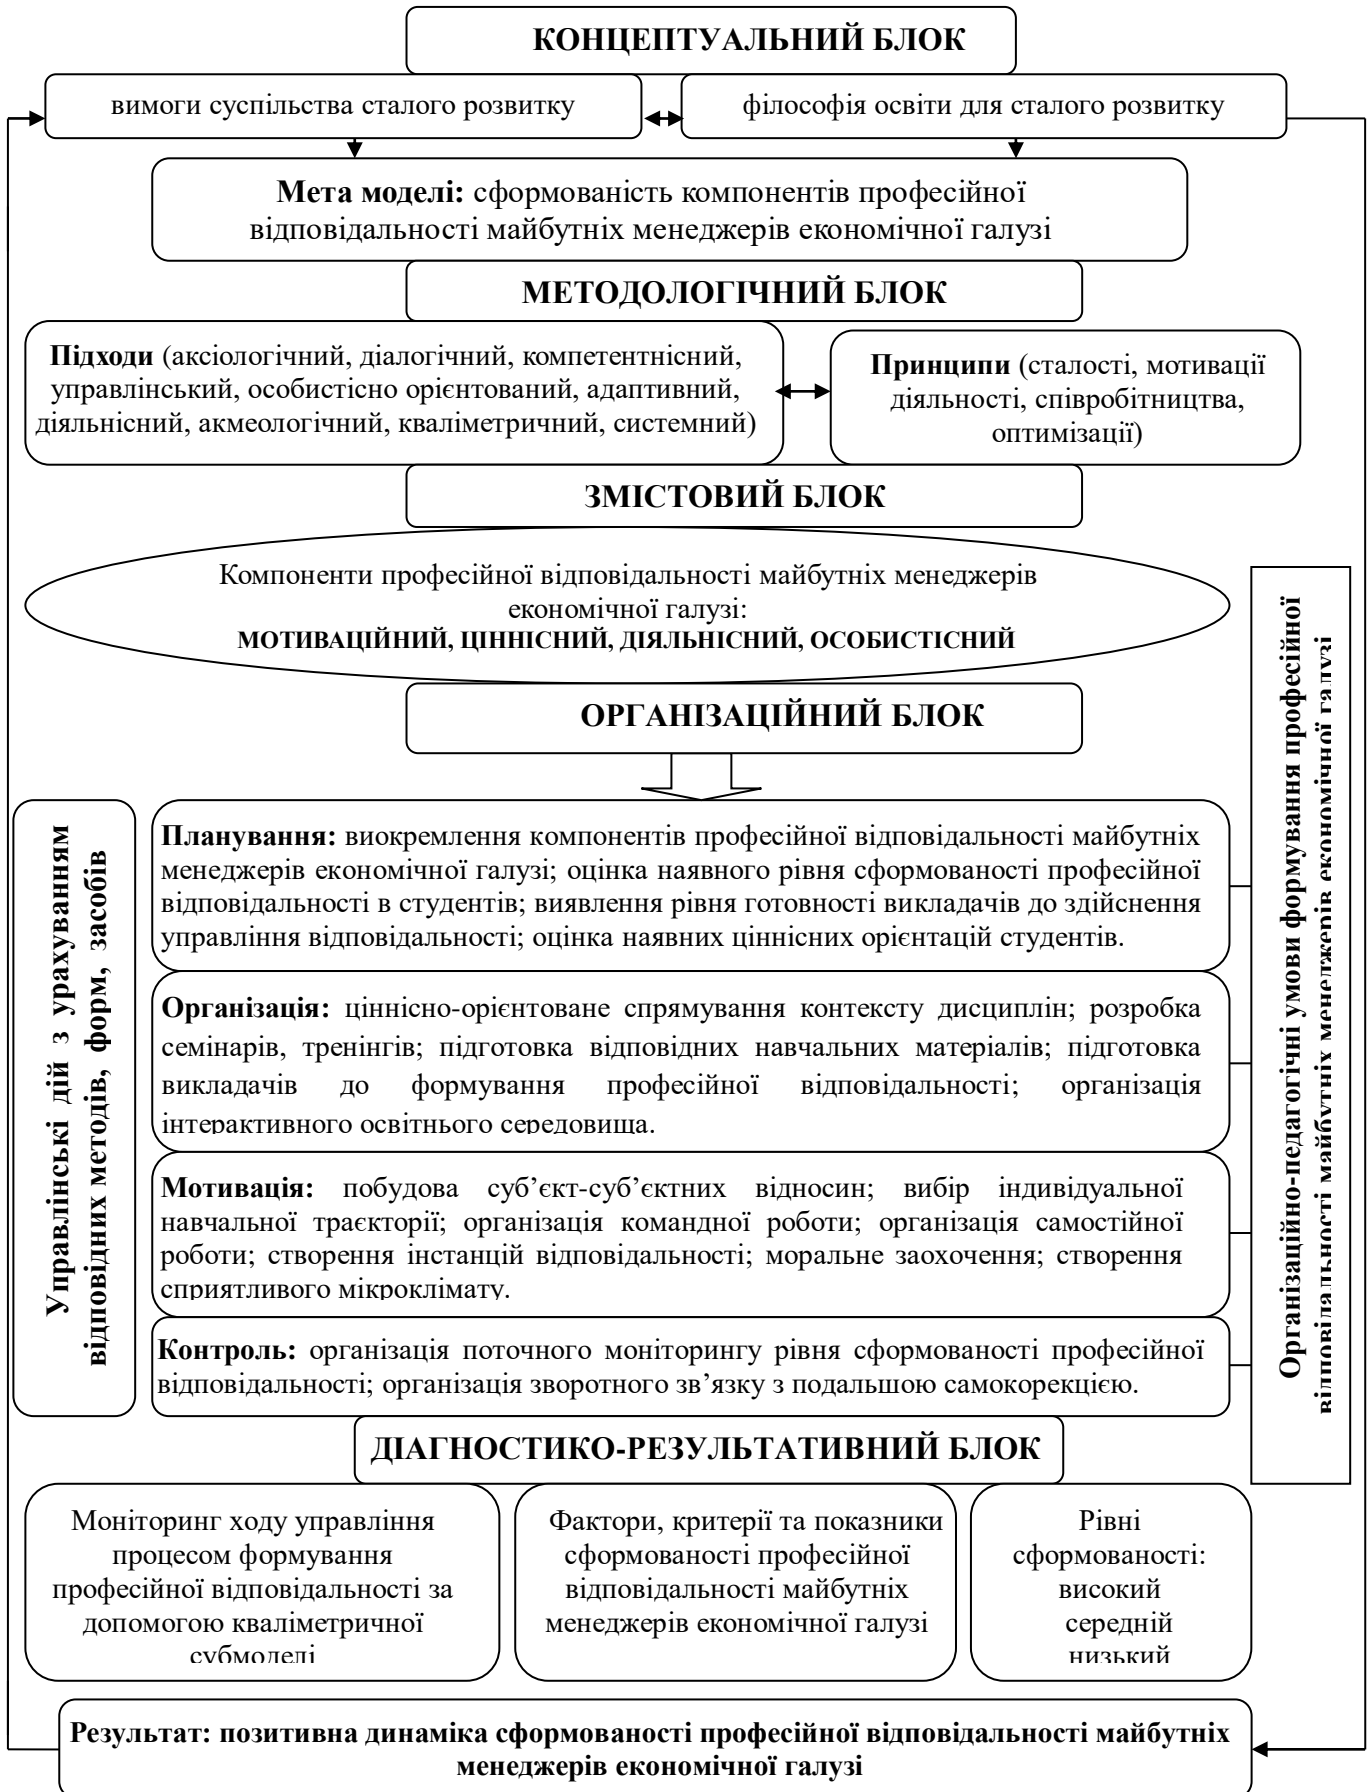 КОНЦЕПТУАЛЬНИЙ БЛОК
вимоги суспільства сталого розвитку
філософія освіти для сталого розвитку
Мета моделі: сформованість компонентів професійної
відповідальності майбутніх менеджерів економічної галузі
МЕТОДОЛОГІЧНИЙ БЛОК
Підходи (аксіологічний, діалогічний, компетентнісний,
управлінський, особистісно орієнтований, адаптивний,
діяльнісний, акмеологічний, кваліметричний, системний)
Принципи (сталості, мотивації
діяльності, співробітництва,
оптимізації)
ЗМІСТОВИЙ БЛОК
Компоненти професійної відповідальності майбутніх менеджерів
економічної галузі:
МОТИВАЦІЙНИЙ, ЦІННІСНИЙ, ДІЯЛЬНІСНИЙ, ОСОБИСТІСНИЙ
ОРГАНІЗАЦІЙНИЙ БЛОК
Управлінські дій з урахуванням
відповідних методів, форм, засобів
Планування: виокремлення компонентів професійної відповідальності майбутніх
менеджерів економічної галузі; оцінка наявного рівня сформованості професійної
відповідальності в студентів; виявлення рівня готовності викладачів до здійснення
управління відповідальності; оцінка наявних ціннісних орієнтацій студентів.
Організація: ціннісно-орієнтоване спрямування контексту дисциплін; розробка
семінарів, тренінгів; підготовка відповідних навчальних матеріалів; підготовка
викладачів до формування професійної відповідальності; організація
інтерактивного освітнього середовища.
Мотивація: побудова суб’єкт-суб’єктних відносин; вибір індивідуальної
навчальної траєкторії; організація командної роботи; організація самостійної
роботи; створення інстанцій відповідальності; моральне заохочення; створення
сприятливого мікроклімату.
Контроль: організація поточного моніторингу рівня сформованості професійної
відповідальності; організація зворотного зв’язку з подальшою самокорекцією.
Організаційно-педагогічні умови формування професійної
відповідальності майбутніх менеджерів економічної галузі
ДІАГНОСТИКО-РЕЗУЛЬТАТИВНИЙ БЛОК
Моніторинг ходу управління
процесом формування
професійної відповідальності за
допомогою кваліметричної
субмоделі
Фактори, критерії та показники
сформованості професійної
відповідальності майбутніх
менеджерів економічної галузі
Рівні
сформованості:
високий
середній
низький
Результат: позитивна динаміка сформованості професійної відповідальності майбутніх
менеджерів економічної галузі